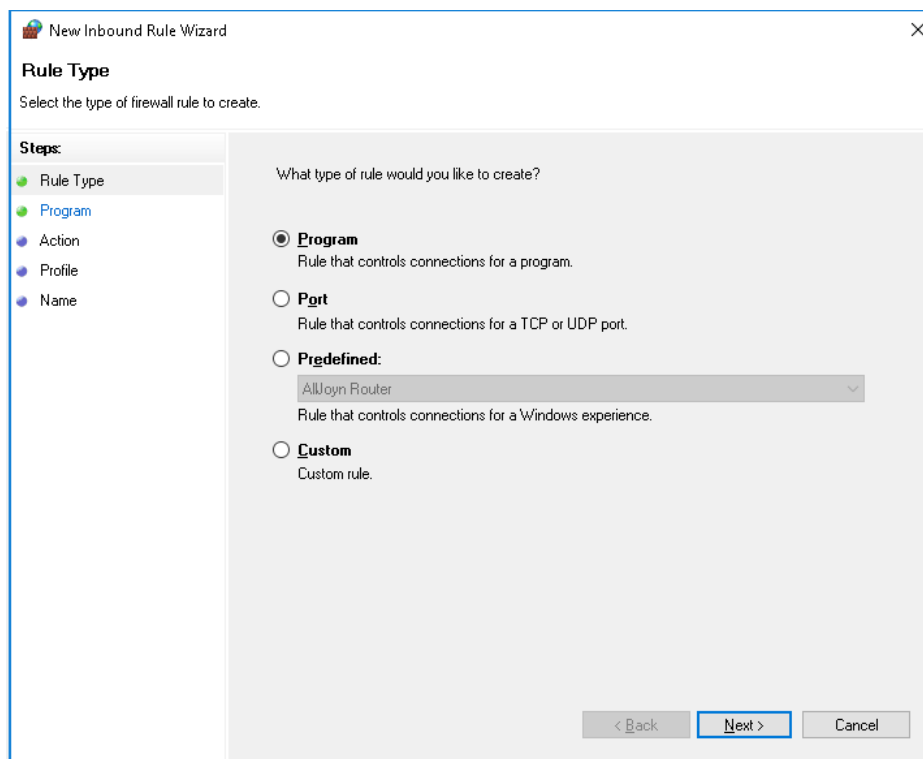 New Inbound Rule Wizard
Rule Type
Select the type of firewall rule to create.
Steps:
Rule Type
Program
Action
Profile
Name
What type of rule would you like to create?
Program
Rule that controls connections for a program.
Port
Rule that controls connections for a TCP or UDP port.
Predefined:
AllJoyn Router
Rule that controls connections for a Windows experience.
Custom
Custom rule.
< Back
Next >
Cancel